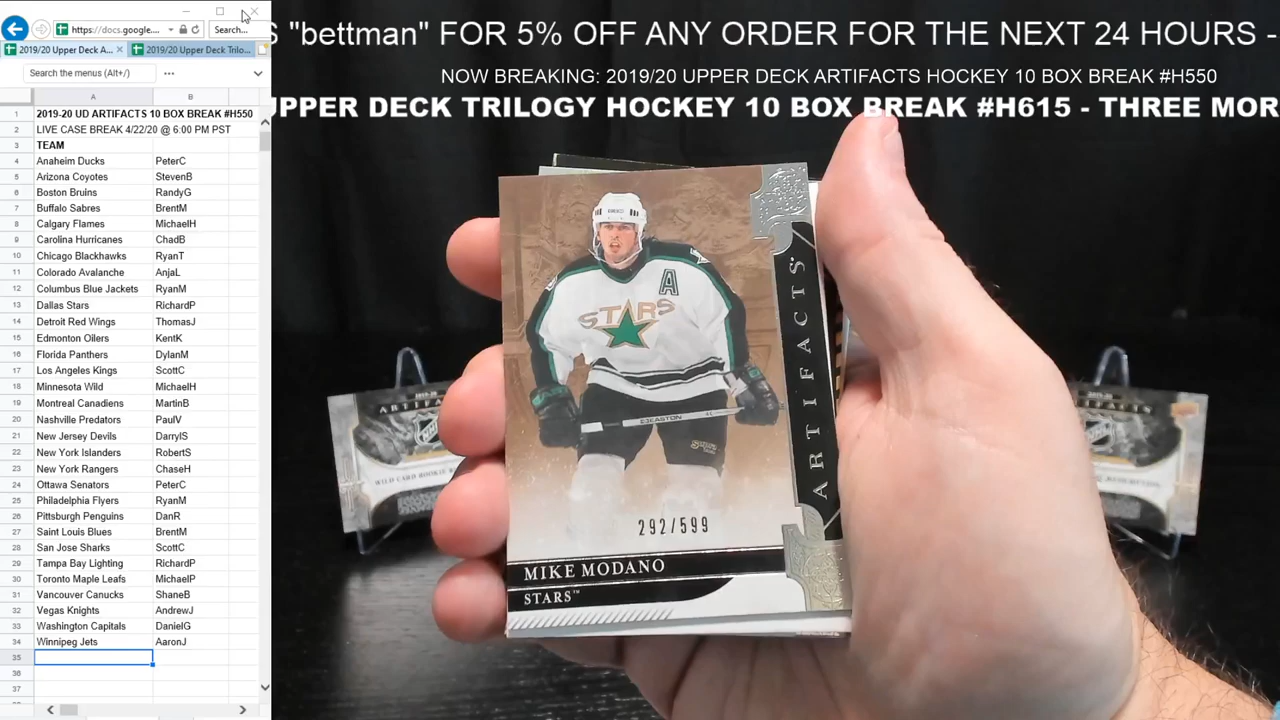 https://docs.google....
Search...
2019/20 Upper Deck A...
2019/20 Upper Deck Trilo...
Search the menus (Alt+/)
A B
1 2019-20 UD ARTIFACTS 10 BOX BREAK #H550
2 LIVE CASE BREAK 4/22/20 @ 6:00 PM PST
3 TEAM
4 Anaheim Ducks PeterC
5 Arizona Coyotes StevenB
6 Boston Bruins RandyG
7 Buffalo Sabres BrentM
8 Calgary Flames MichaelH
9 Carolina Hurricanes ChadB
10 Chicago Blackhawks RyanT
11 Colorado Avalanche AnjaL
12 Columbus Blue Jackets RyanM
13 Dallas Stars RichardP
14 Detroit Red Wings ThomasJ
15 Edmonton Oilers KentK
16 Florida Panthers DylanM
17 Los Angeles Kings ScottC
18 Minnesota Wild MichaelH
19 Montreal Canadiens MartinB
20 Nashville Predators PaulV
21 New Jersey Devils DarrylS
22 New York Islanders RobertS
23 New York Rangers ChaseH
24 Ottawa Senators PeterC
25 Philadelphia Flyers RyanM
26 Pittsburgh Penguins DanR
27 Saint Louis Blues BrentM
28 San Jose Sharks ScottC
29 Tampa Bay Lighting RichardP
30 Toronto Maple Leafs MichaelP
31 Vancouver Canucks ShaneB
32 Vegas Knights AndrewJ
33 Washington Capitals DanielG
34 Winnipeg Jets AaronJ
35
36
37
S "bettman" FOR 5% OFF ANY ORDER FOR THE NEXT 24 HOURS -
NOW BREAKING: 2019/20 UPPER DECK ARTIFACTS HOCKEY 10 BOX BREAK #H550
UPPER DECK TRILOGY HOCKEY 10 BOX BREAK #H615 - THREE MOR
A
STARS
EASTON
ARTIFACTS
292/599
MIKE MODANO
STARS™
ARTIFACTS